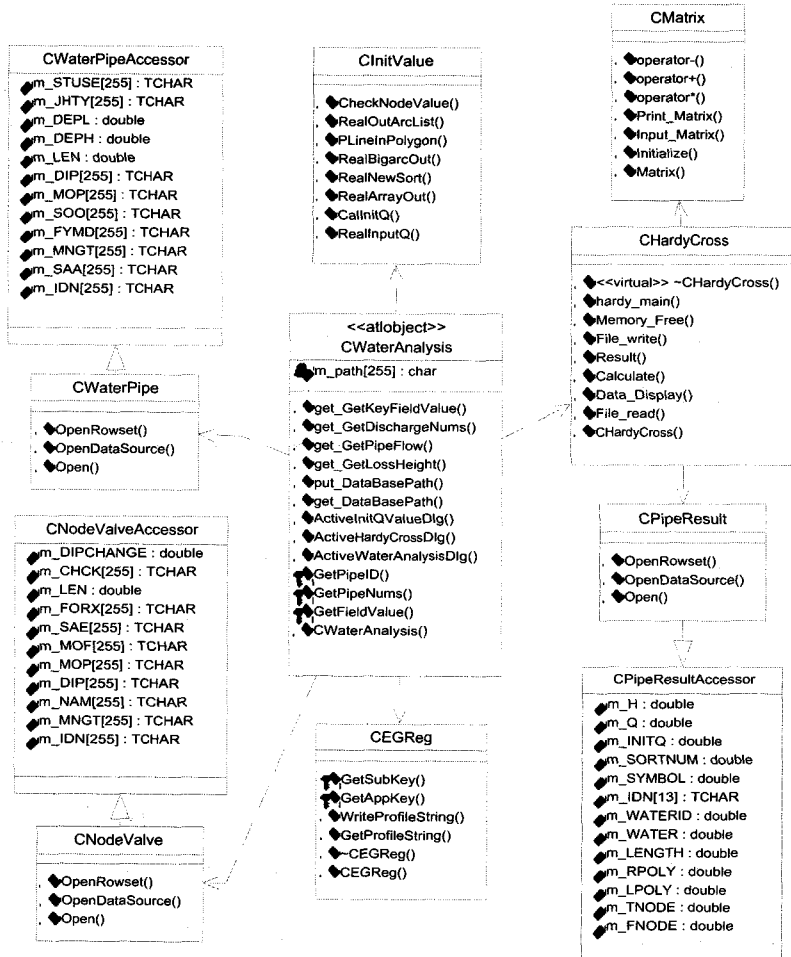 CWaterPipeAccessor
m_STUSE[255] : TCHAR
m_JHTY[255] : TCHAR
m_DEPL : double
m_DEPH : double
m_LEN : double
m_DIP[255] : TCHAR
m_MOP[255] : TCHAR
m_SOO[255] : TCHAR
m_FYMD[255] : TCHAR
m_MNGT[255] : TCHAR
m_SAA[255] : TCHAR
m_IDN[255] : TCHAR
CWaterPipe
OpenRowset()
OpenDataSource()
Open()
CNodeValveAccessor
m_DIPCHANGE : double
m_CHCK[255] : TCHAR
m_LEN : double
m_FORX[255] : TCHAR
m_SAE[255] : TCHAR
m_MOF[255] : TCHAR
m_MOP[255] : TCHAR
m_DIP[255] : TCHAR
m_NAM[255] : TCHAR
m_MNGT[255] : TCHAR
m_IDN[255] : TCHAR
CNodeValve
OpenRowset()
OpenDataSource()
Open()
CInitValue
CheckNodeValue()
RealOutArcList()
PLineInPolygon()
RealBigarcOut()
RealNewSort()
RealArrayOut()
CalInitQ()
RealInputQ()
<<atlobject>>
CWaterAnalysis
m_path[255] : char
get_GetKeyFieldValue()
get_GetDischargeNums()
get_GetPipeFlow()
get_GetLossHeight()
put_DataBasePath()
get_DataBasePath()
ActiveInitQValueDlg()
ActiveHardyCrossDlg()
ActiveWaterAnalysisDlg()
GetPipeID()
GetPipeNums()
GetFieldValue()
CWaterAnalysis()
CEGReg
GetSubKey()
GetAppKey()
WriteProfileString()
GetProfileString()
~CEGReg()
CEGReg()
CMatrix
operator-()
operator+()
operator*()
Print_Matrix()
Input_Matrix()
Initialize()
Matrix()
CHardyCross
<<virtual>> ~CHardyCross()
hardy_main()
Memory_Free()
File_write()
Result()
Calculate()
Data_Display()
File_read()
CHardyCross()
CPipeResult
OpenRowset()
OpenDataSource()
Open()
CPipeResultAccessor
m_H : double
m_Q : double
m_INITQ : double
m_SORTNUM : double
m_SYMBOL : double
m_IDN[13] : TCHAR
m_WATERID : double
m_WATER : double
m_LENGTH : double
m_RPOLY : double
m_LPOLY : double
m_TNODE : double
m_FNODE : double